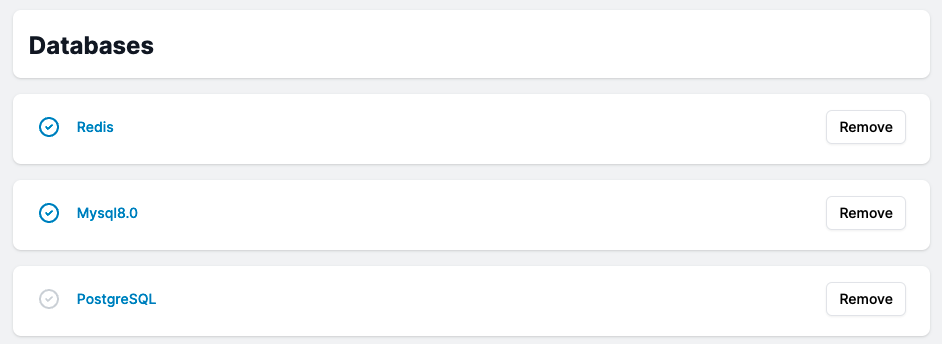 Databases
Redis
Remove
Mysql8.0
Remove
PostgreSQL
Remove